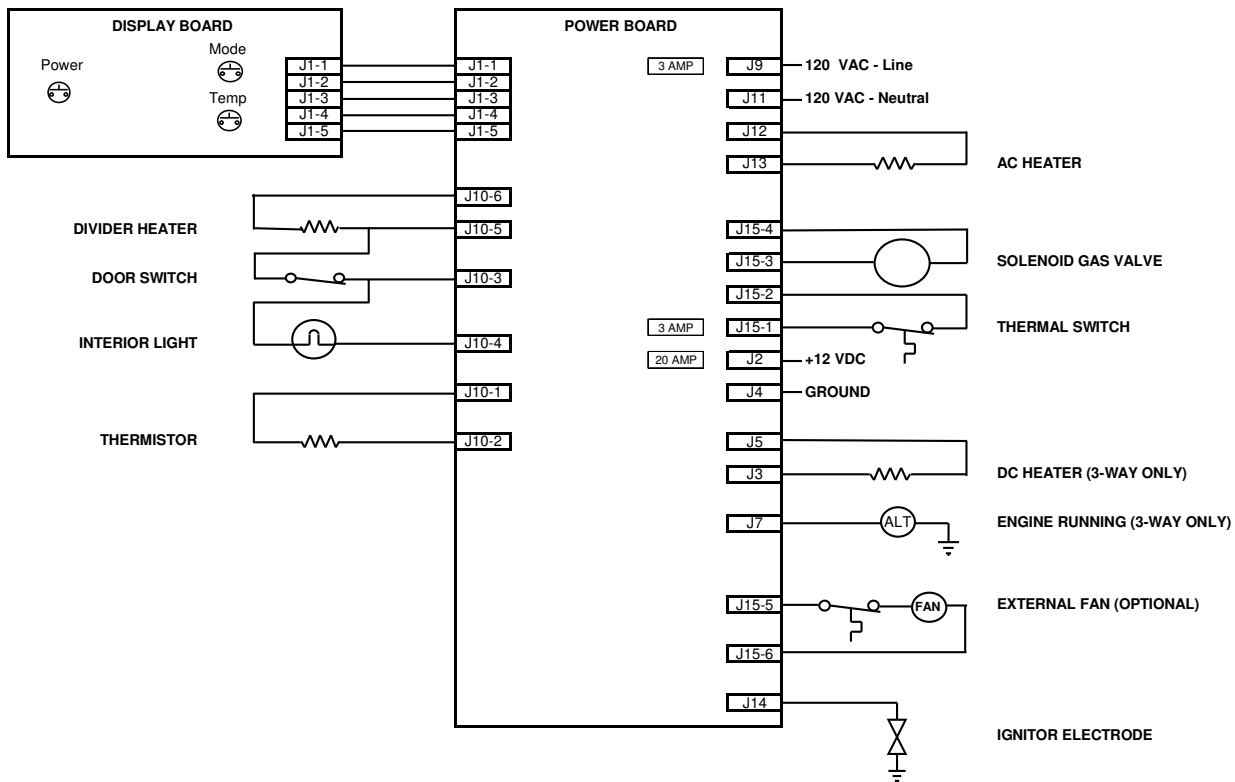 DISPLAY BOARD
Power
Mode
Temp
J1-1
J1-2
J1-3
J1-4
J1-5
POWER BOARD
J1-1
J1-2
J1-3
J1-4
J1-5
3 AMP
J9
120 VAC - Line
J11
120 VAC - Neutral
J12
J13
AC HEATER
DIVIDER HEATER
J10-6
J10-5
DOOR SWITCH
J10-3
INTERIOR LIGHT
J10-4
J10-1
THERMISTOR
J10-2
J15-4
J15-3
SOLENOID GAS VALVE
J15-2
3 AMP
J15-1
THERMAL SWITCH
20 AMP
J2
+12 VDC
J4
GROUND
J5
J3
DC HEATER (3-WAY ONLY)
J7
ALT
ENGINE RUNNING (3-WAY ONLY)
J15-5
FAN
EXTERNAL FAN (OPTIONAL)
J15-6
J14
IGNITOR ELECTRODE